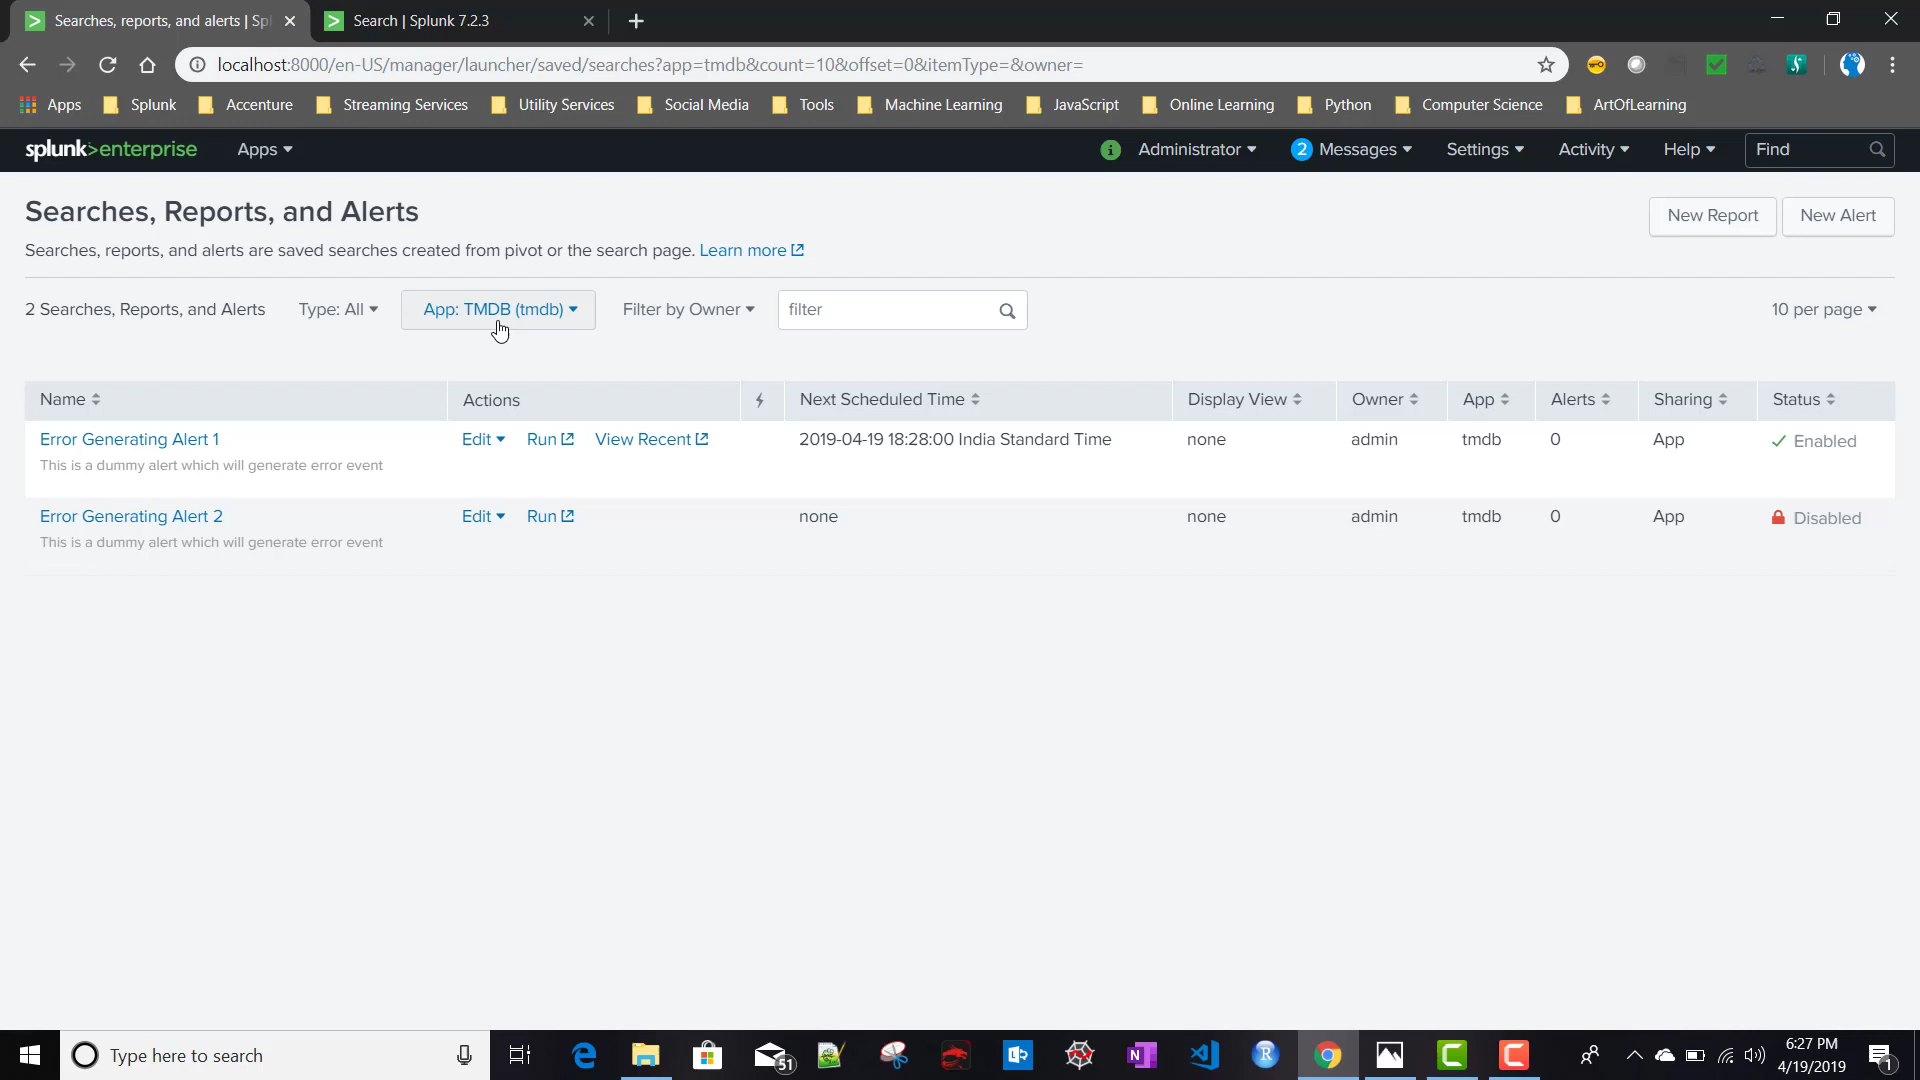 Searches, reports, and alerts | Spl
Search | Splunk 7.2.3
localhost:8000/en-US/manager/launcher/saved/searches?app=tmdb&count=10&offset=0&itemType=&owner=
Apps Splunk Accenture Streaming Services Utility Services Social Media Tools Machine Learning JavaScript Online Learning Python Computer Science ArtOfLearning
splunk>enterprise Apps i Administrator 2 Messages Settings Activity Help Find
Searches, Reports, and Alerts
New Report New Alert
Searches, reports, and alerts are saved searches created from pivot or the search page. Learn more
2 Searches, Reports, and Alerts Type: All App: TMDB (tmdb) Filter by Owner filter 10 per page
Name Actions Next Scheduled Time Display View Owner App Alerts Sharing Status
Error Generating Alert 1 Edit Run View Recent 2019-04-19 18:28:00 India Standard Time none admin tmdb 0 App Enabled
This is a dummy alert which will generate error event
Error Generating Alert 2 Edit Run none none admin tmdb 0 App Disabled
This is a dummy alert which will generate error event
Type here to search 51 6:27 PM
4/19/2019 1